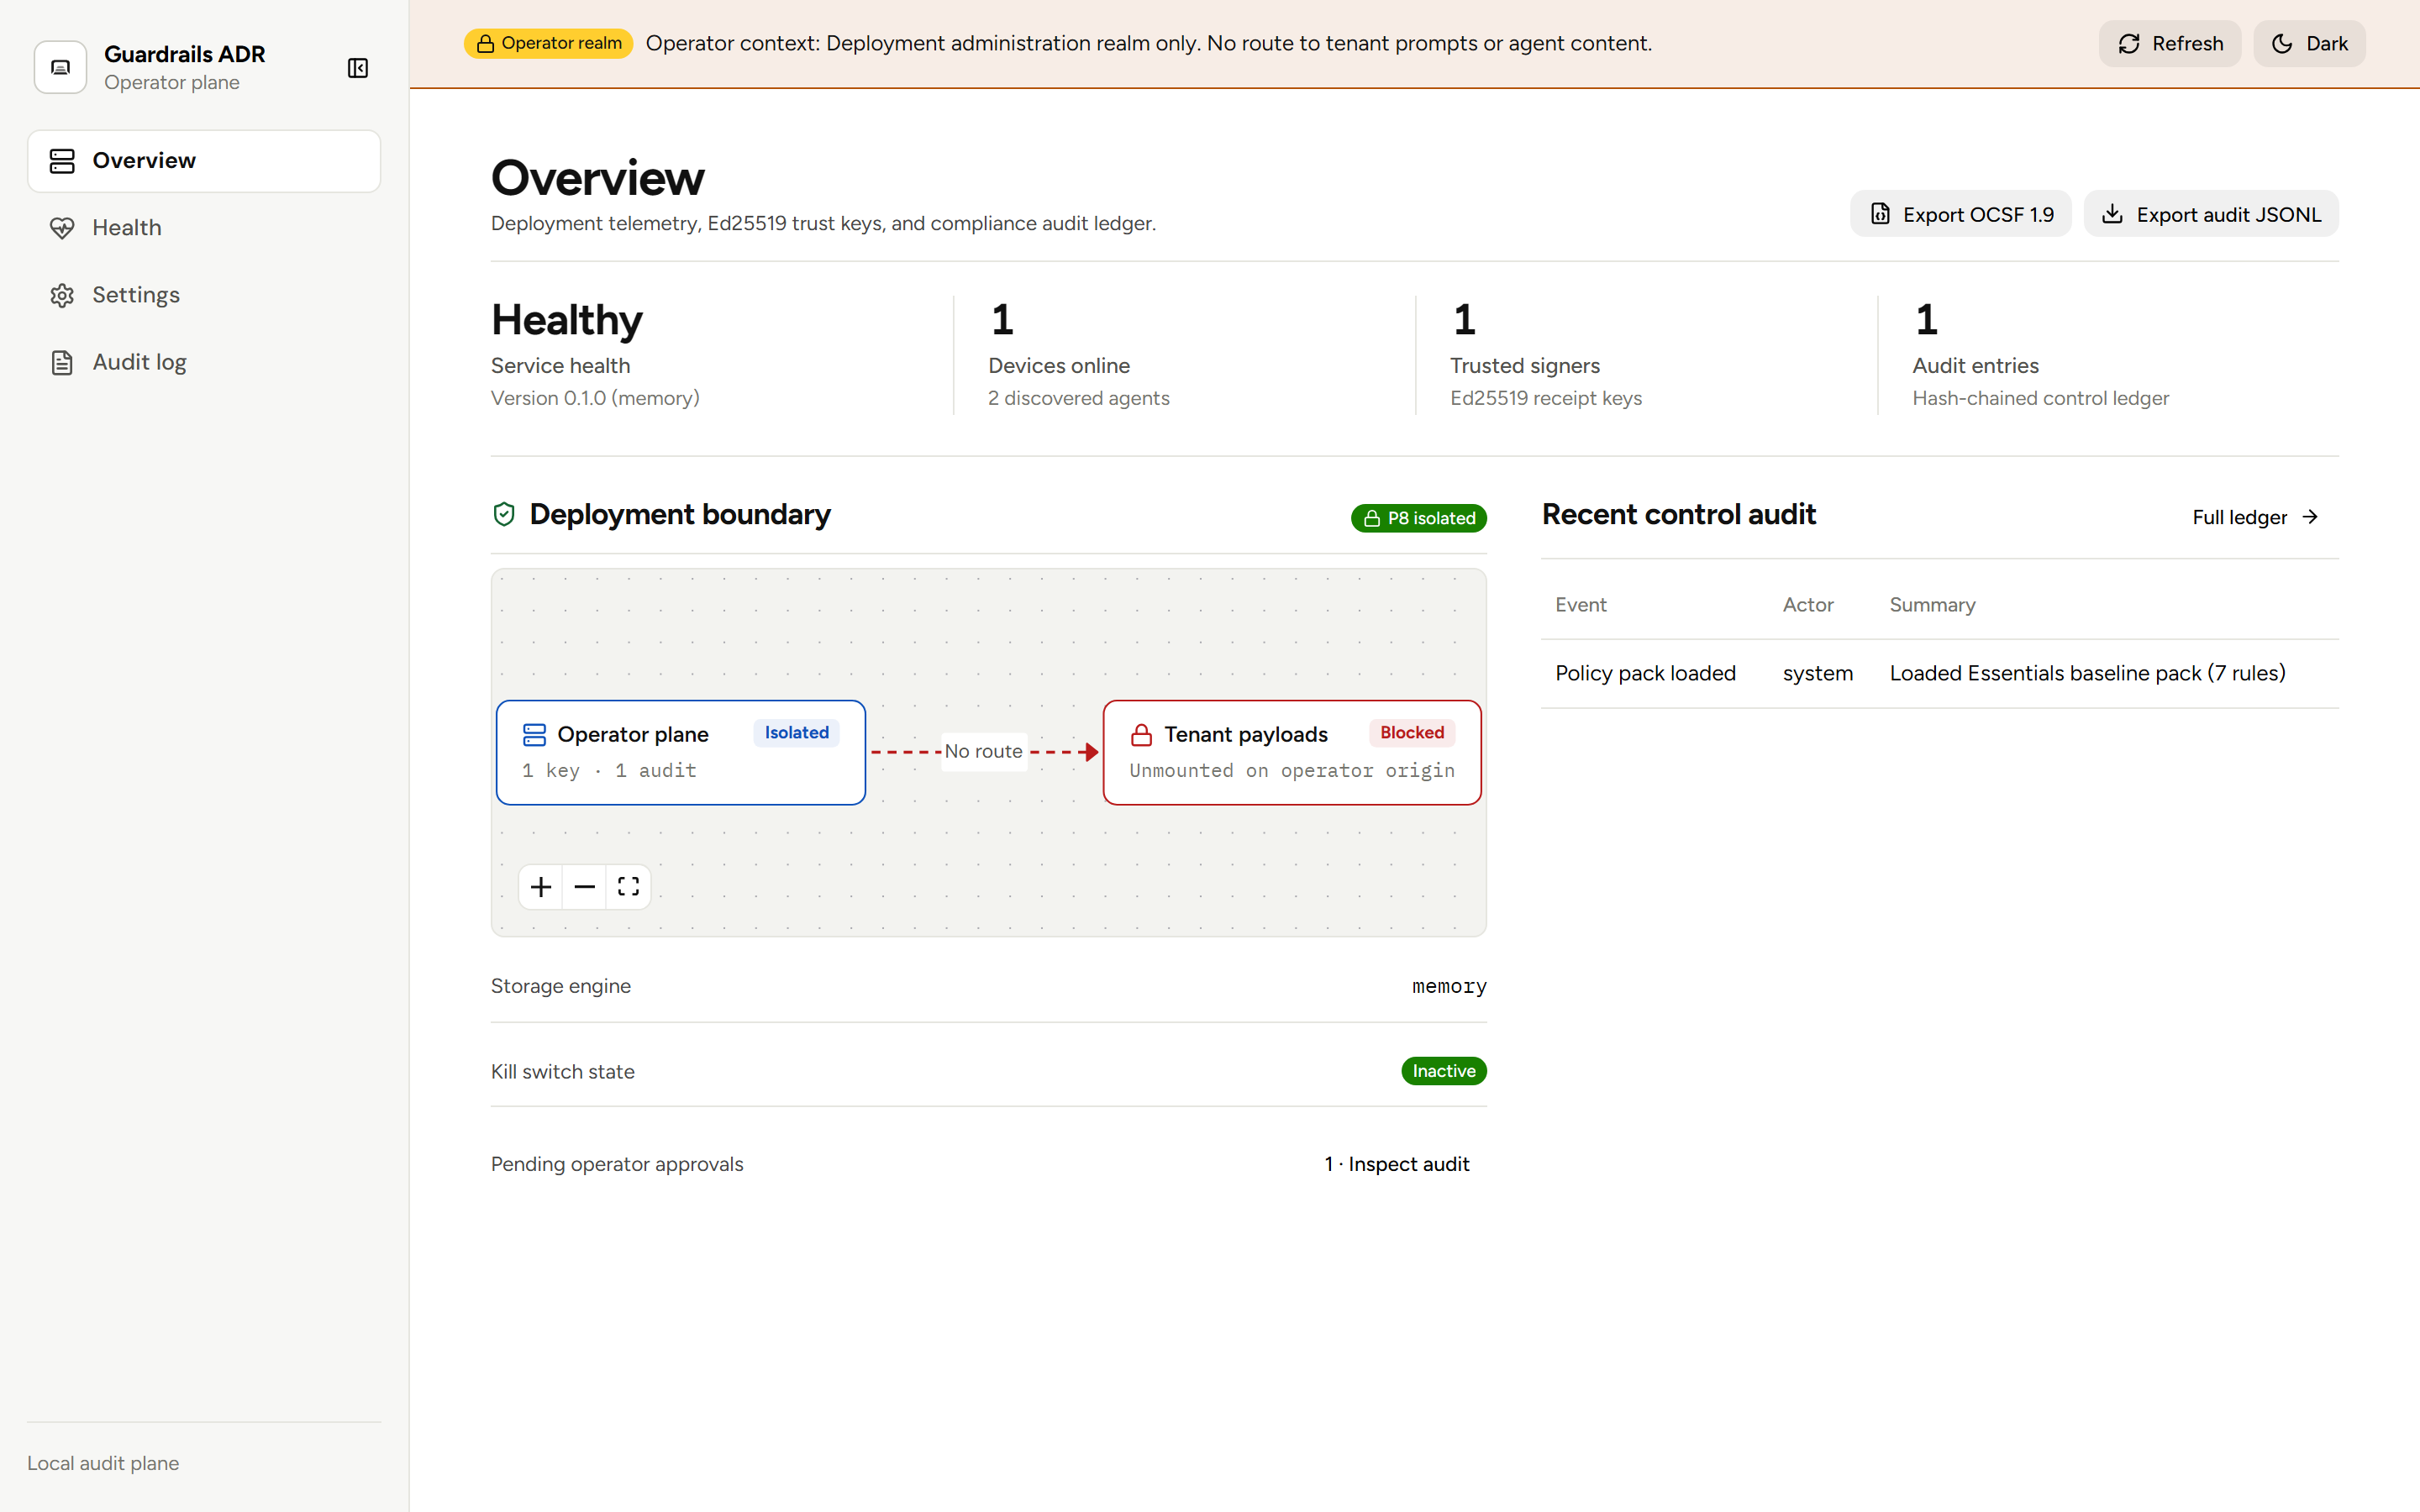 Guardrails ADR
Operator plane
Overview
Health
Settings
Audit log
Local audit plane
Operator realm
Operator context: Deployment administration realm only. No route to tenant prompts or agent content.
Refresh
Dark
Overview
Deployment telemetry, Ed25519 trust keys, and compliance audit ledger.
Export OCSF 1.9
Export audit JSONL
Healthy
Service health
Version 0.1.0 (memory)
1
Devices online
2 discovered agents
1
Trusted signers
Ed25519 receipt keys
1
Audit entries
Hash-chained control ledger
Deployment boundary
P8 isolated
Operator plane
Isolated
1 key · 1 audit
No route
Tenant payloads
Blocked
Unmounted on operator origin
Storage engine
memory
Kill switch state
Inactive
Pending operator approvals
1 · Inspect audit
Recent control audit
Full ledger
Event Actor Summary
Policy pack loaded system Loaded Essentials baseline pack (7 rules)